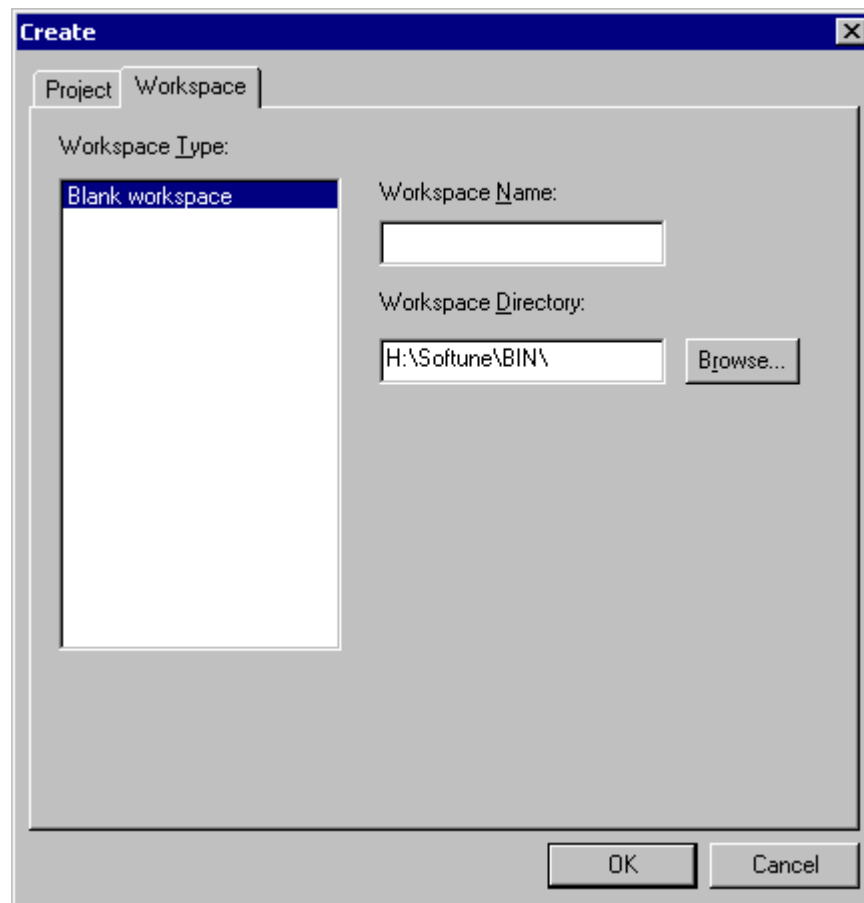 Create
Project
Workspace
Workspace Type:
Blank workspace
Workspace Name:
Workspace Directory:
H:\Softune\BIN\
Browse...
OK
Cancel